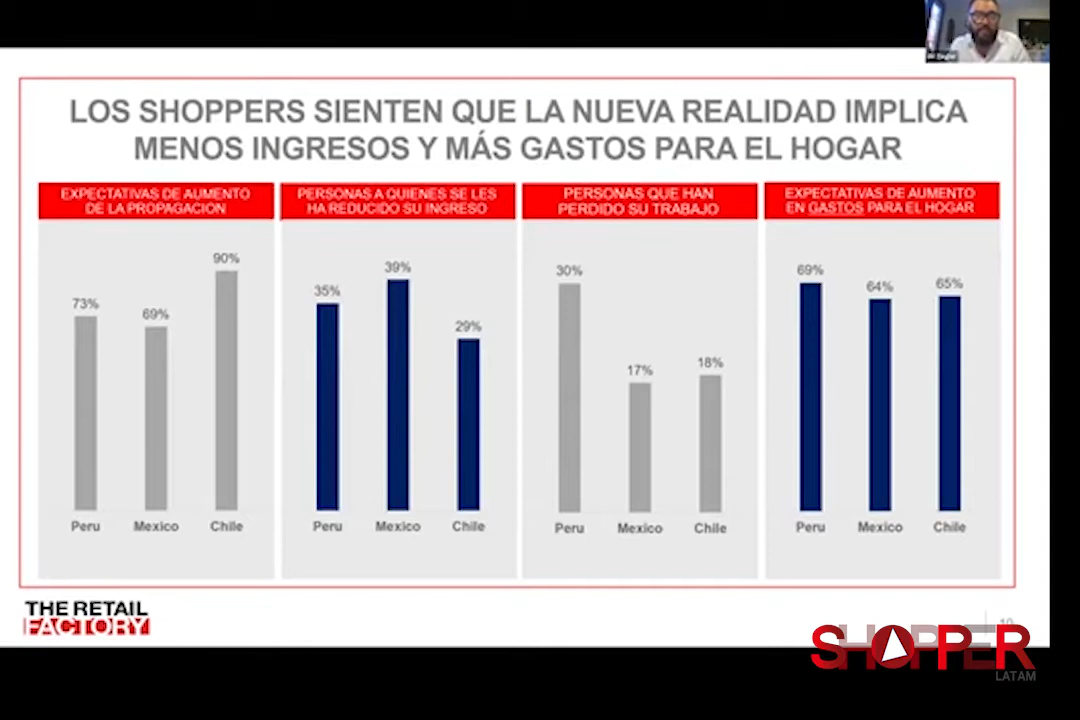 LOS SHOPPERS SIENTEN QUE LA NUEVA REALIDAD IMPLICA
MENOS INGRESOS Y MÁS GASTOS PARA EL HOGAR
EXPECTATIVAS DE AUMENTO
DE LA PROPAGACION
90%
73%
69%
Peru Mexico Chile
PERSONAS A QUIENES SE LES
HA REDUCIDO SU INGRESO
39%
35%
29%
Peru Mexico Chile
PERSONAS QUE HAN
PERDIDO SU TRABAJO
30%
18%
17%
Peru Mexico Chile
EXPECTATIVAS DE AUMENTO
EN GASTOS PARA EL HOGAR
69%
64%
65%
Peru Mexico Chile
THE RETAIL
FACTORY
SHOPPER
LATAM